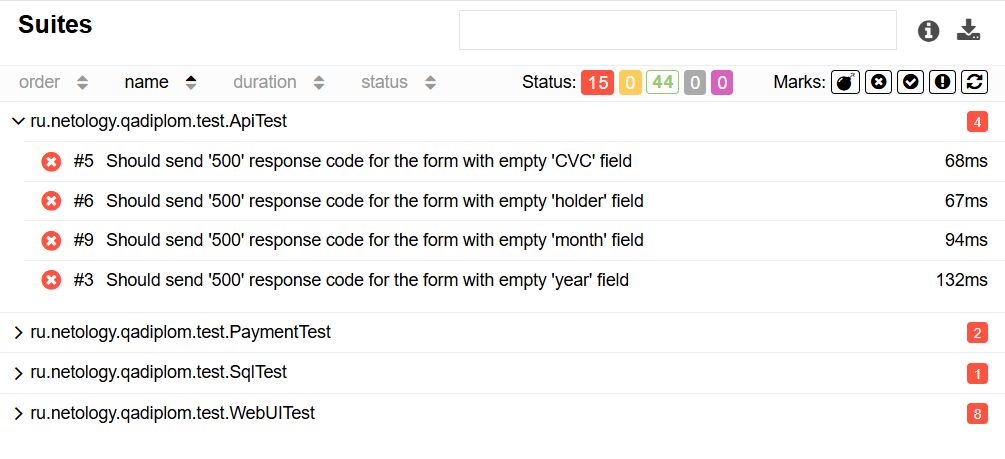 Suites
order name duration status Status: 15 0 44 0 0 Marks:
ru.netology.qadiplom.test.ApiTest 4
#5 Should send '500' response code for the form with empty 'CVC' field 68ms
#6 Should send '500' response code for the form with empty 'holder' field 67ms
#9 Should send '500' response code for the form with empty 'month' field 94ms
#3 Should send '500' response code for the form with empty 'year' field 132ms
ru.netology.qadiplom.test.PaymentTest 2
ru.netology.qadiplom.test.SqlTest 1
ru.netology.qadiplom.test.WebUITest 8